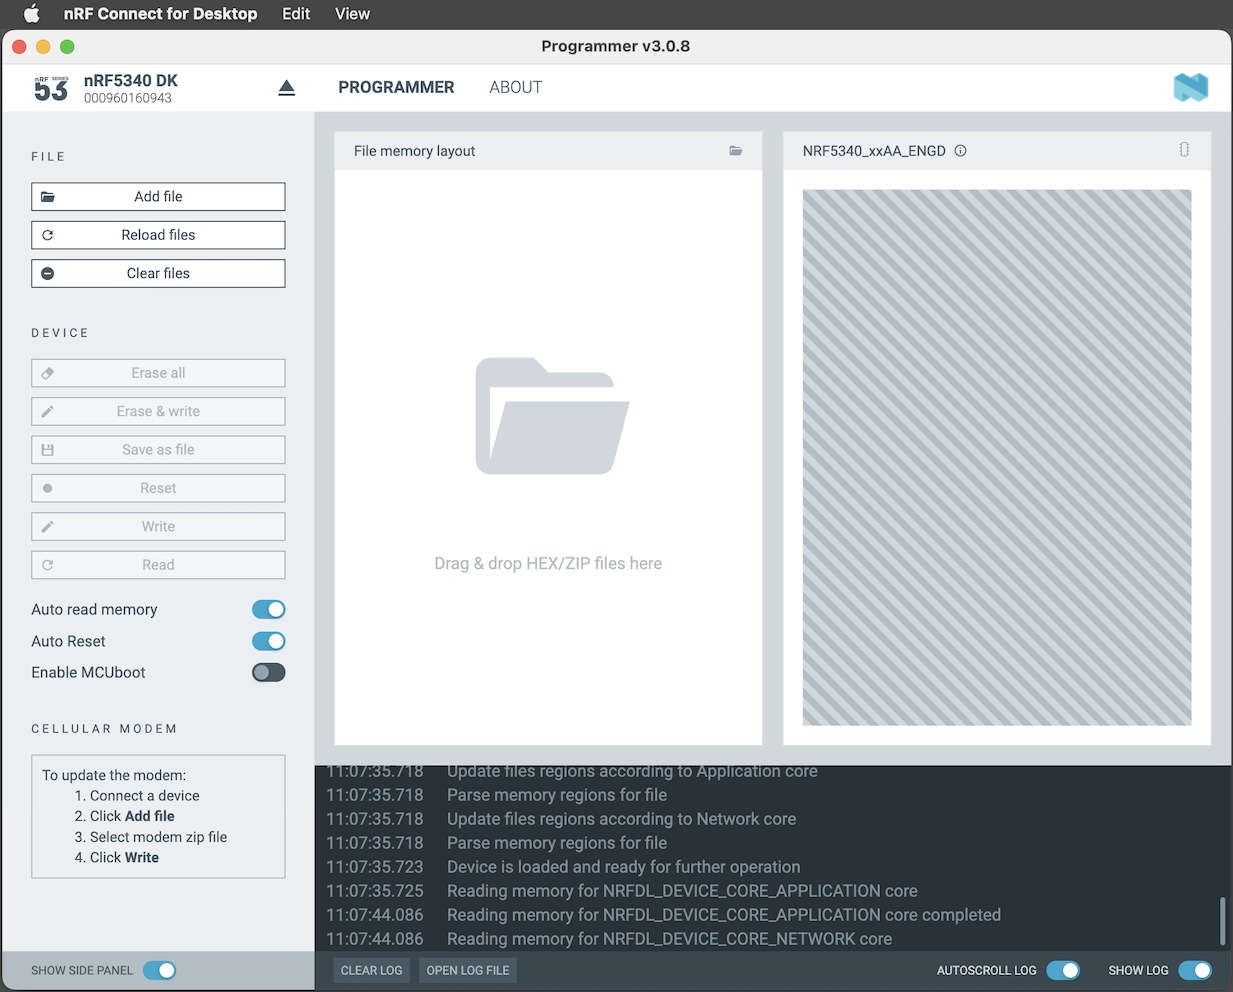 nRF Connect for Desktop Edit View
Programmer v3.0.8
nRF SERIES
53
nRF5340 DK
000960160943
PROGRAMMER ABOUT
FILE
Add file
Reload files
Clear files
DEVICE
Erase all
Erase & write
Save as file
Reset
Write
Read
Auto read memory
Auto Reset
Enable MCUboot
CELLULAR MODEM
To update the modem:
1. Connect a device
2. Click Add file
3. Select modem zip file
4. Click Write
SHOW SIDE PANEL
File memory layout
Drag & drop HEX/ZIP files here
NRF5340_xxAA_ENGD
11:07:35.718 Update files regions according to Application core
11:07:35.718 Parse memory regions for file
11:07:35.718 Update files regions according to Network core
11:07:35.718 Parse memory regions for file
11:07:35.723 Device is loaded and ready for further operation
11:07:35.725 Reading memory for NRFDL_DEVICE_CORE_APPLICATION core
11:07:44.086 Reading memory for NRFDL_DEVICE_CORE_APPLICATION core completed
11:07:44.086 Reading memory for NRFDL_DEVICE_CORE_NETWORK core
CLEAR LOG OPEN LOG FILE AUTOSCROLL LOG SHOW LOG